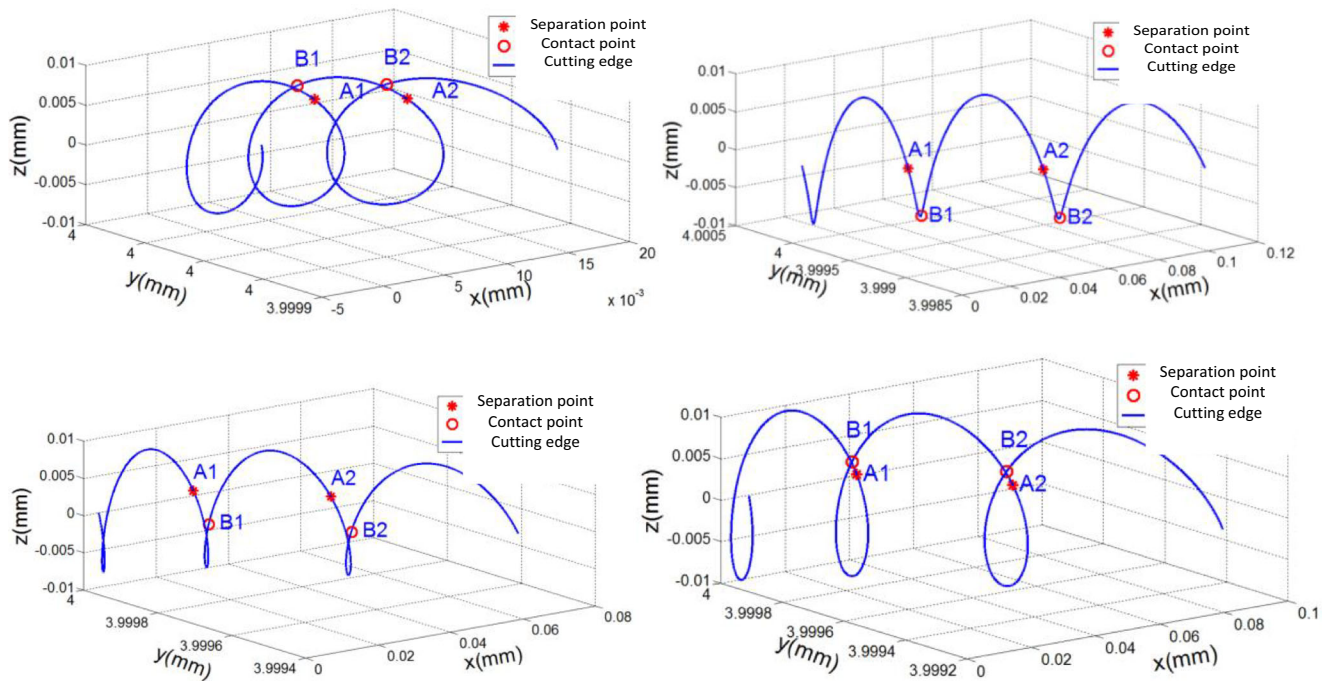 Separation point
Contact point
Cutting edge
B1
B2
A1
A2
0.01
0.005
0
-0.005
-0.01
z(mm)
4
4
4
4
3.9999
y(mm)
-5
0
5
10
15
20
x(mm)
x 10⁻³
Separation point
Contact point
Cutting edge
A1
A2
B1
B2
0.01
0.005
0
-0.005
-0.01
z(mm)
4.0005
4
3.9995
3.999
3.9985
y(mm)
0
0.02
0.04
0.06
0.08
0.1
0.12
x(mm)
Separation point
Contact point
Cutting edge
A1
A2
B1
B2
0.01
0.005
0
-0.005
-0.01
z(mm)
4
3.9998
3.9996
3.9994
y(mm)
0
0.02
0.04
0.06
0.08
x(mm)
Separation point
Contact point
Cutting edge
B1
B2
A1
A2
0.01
0.005
0
-0.005
-0.01
z(mm)
4
3.9998
3.9996
3.9994
3.9992
y(mm)
0
0.02
0.04
0.06
0.08
0.1
x(mm)